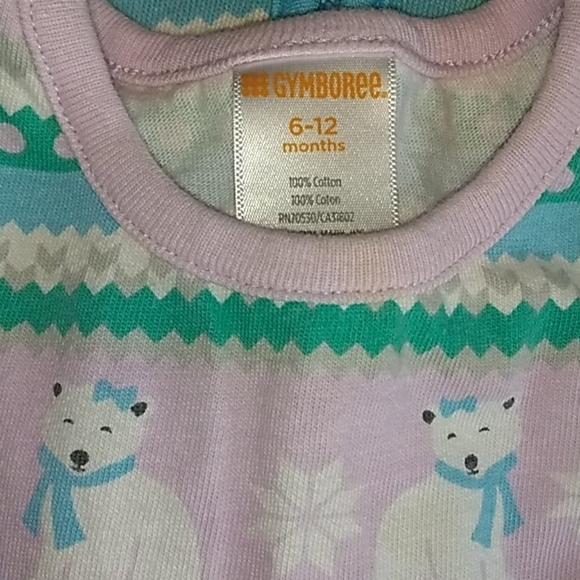 GYMBOREE
6-12
months
100% Cotton
100% Coton
RN70530/CA31802